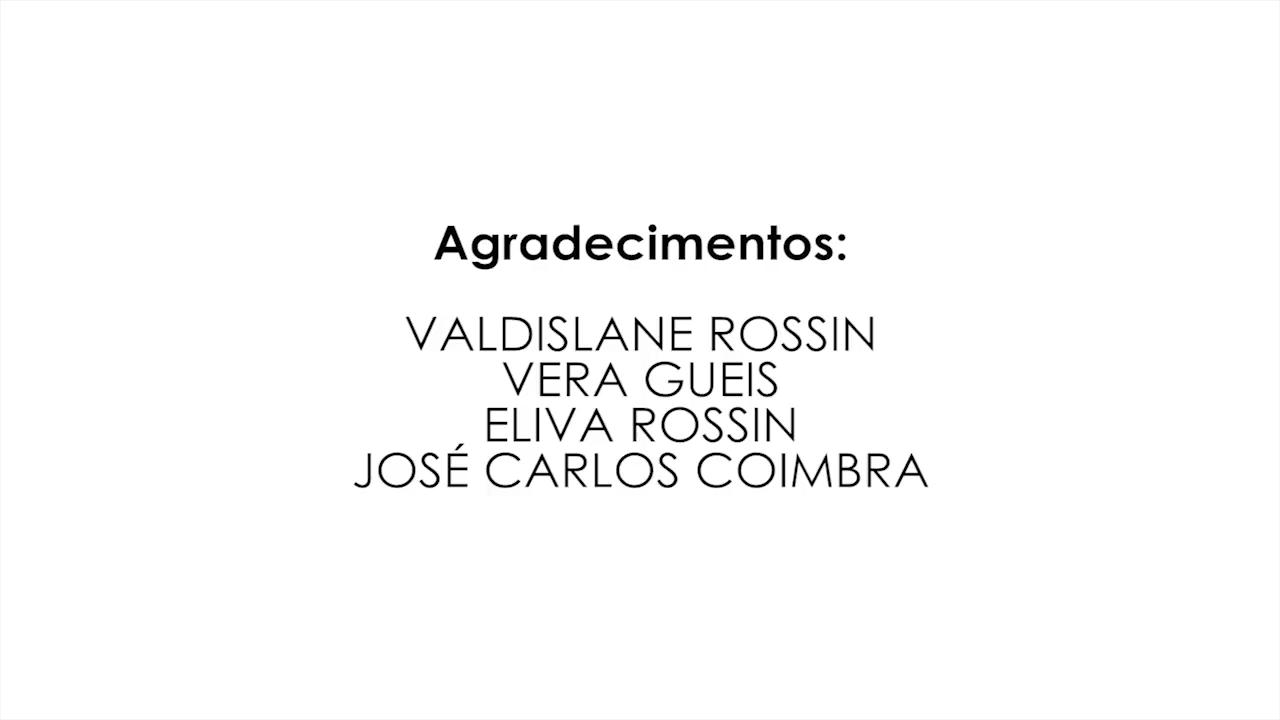 Agradecimentos:
VALDISLANE ROSSIN
VERA GUEIS
ELIVA ROSSIN
JOSÉ CARLOS COIMBRA